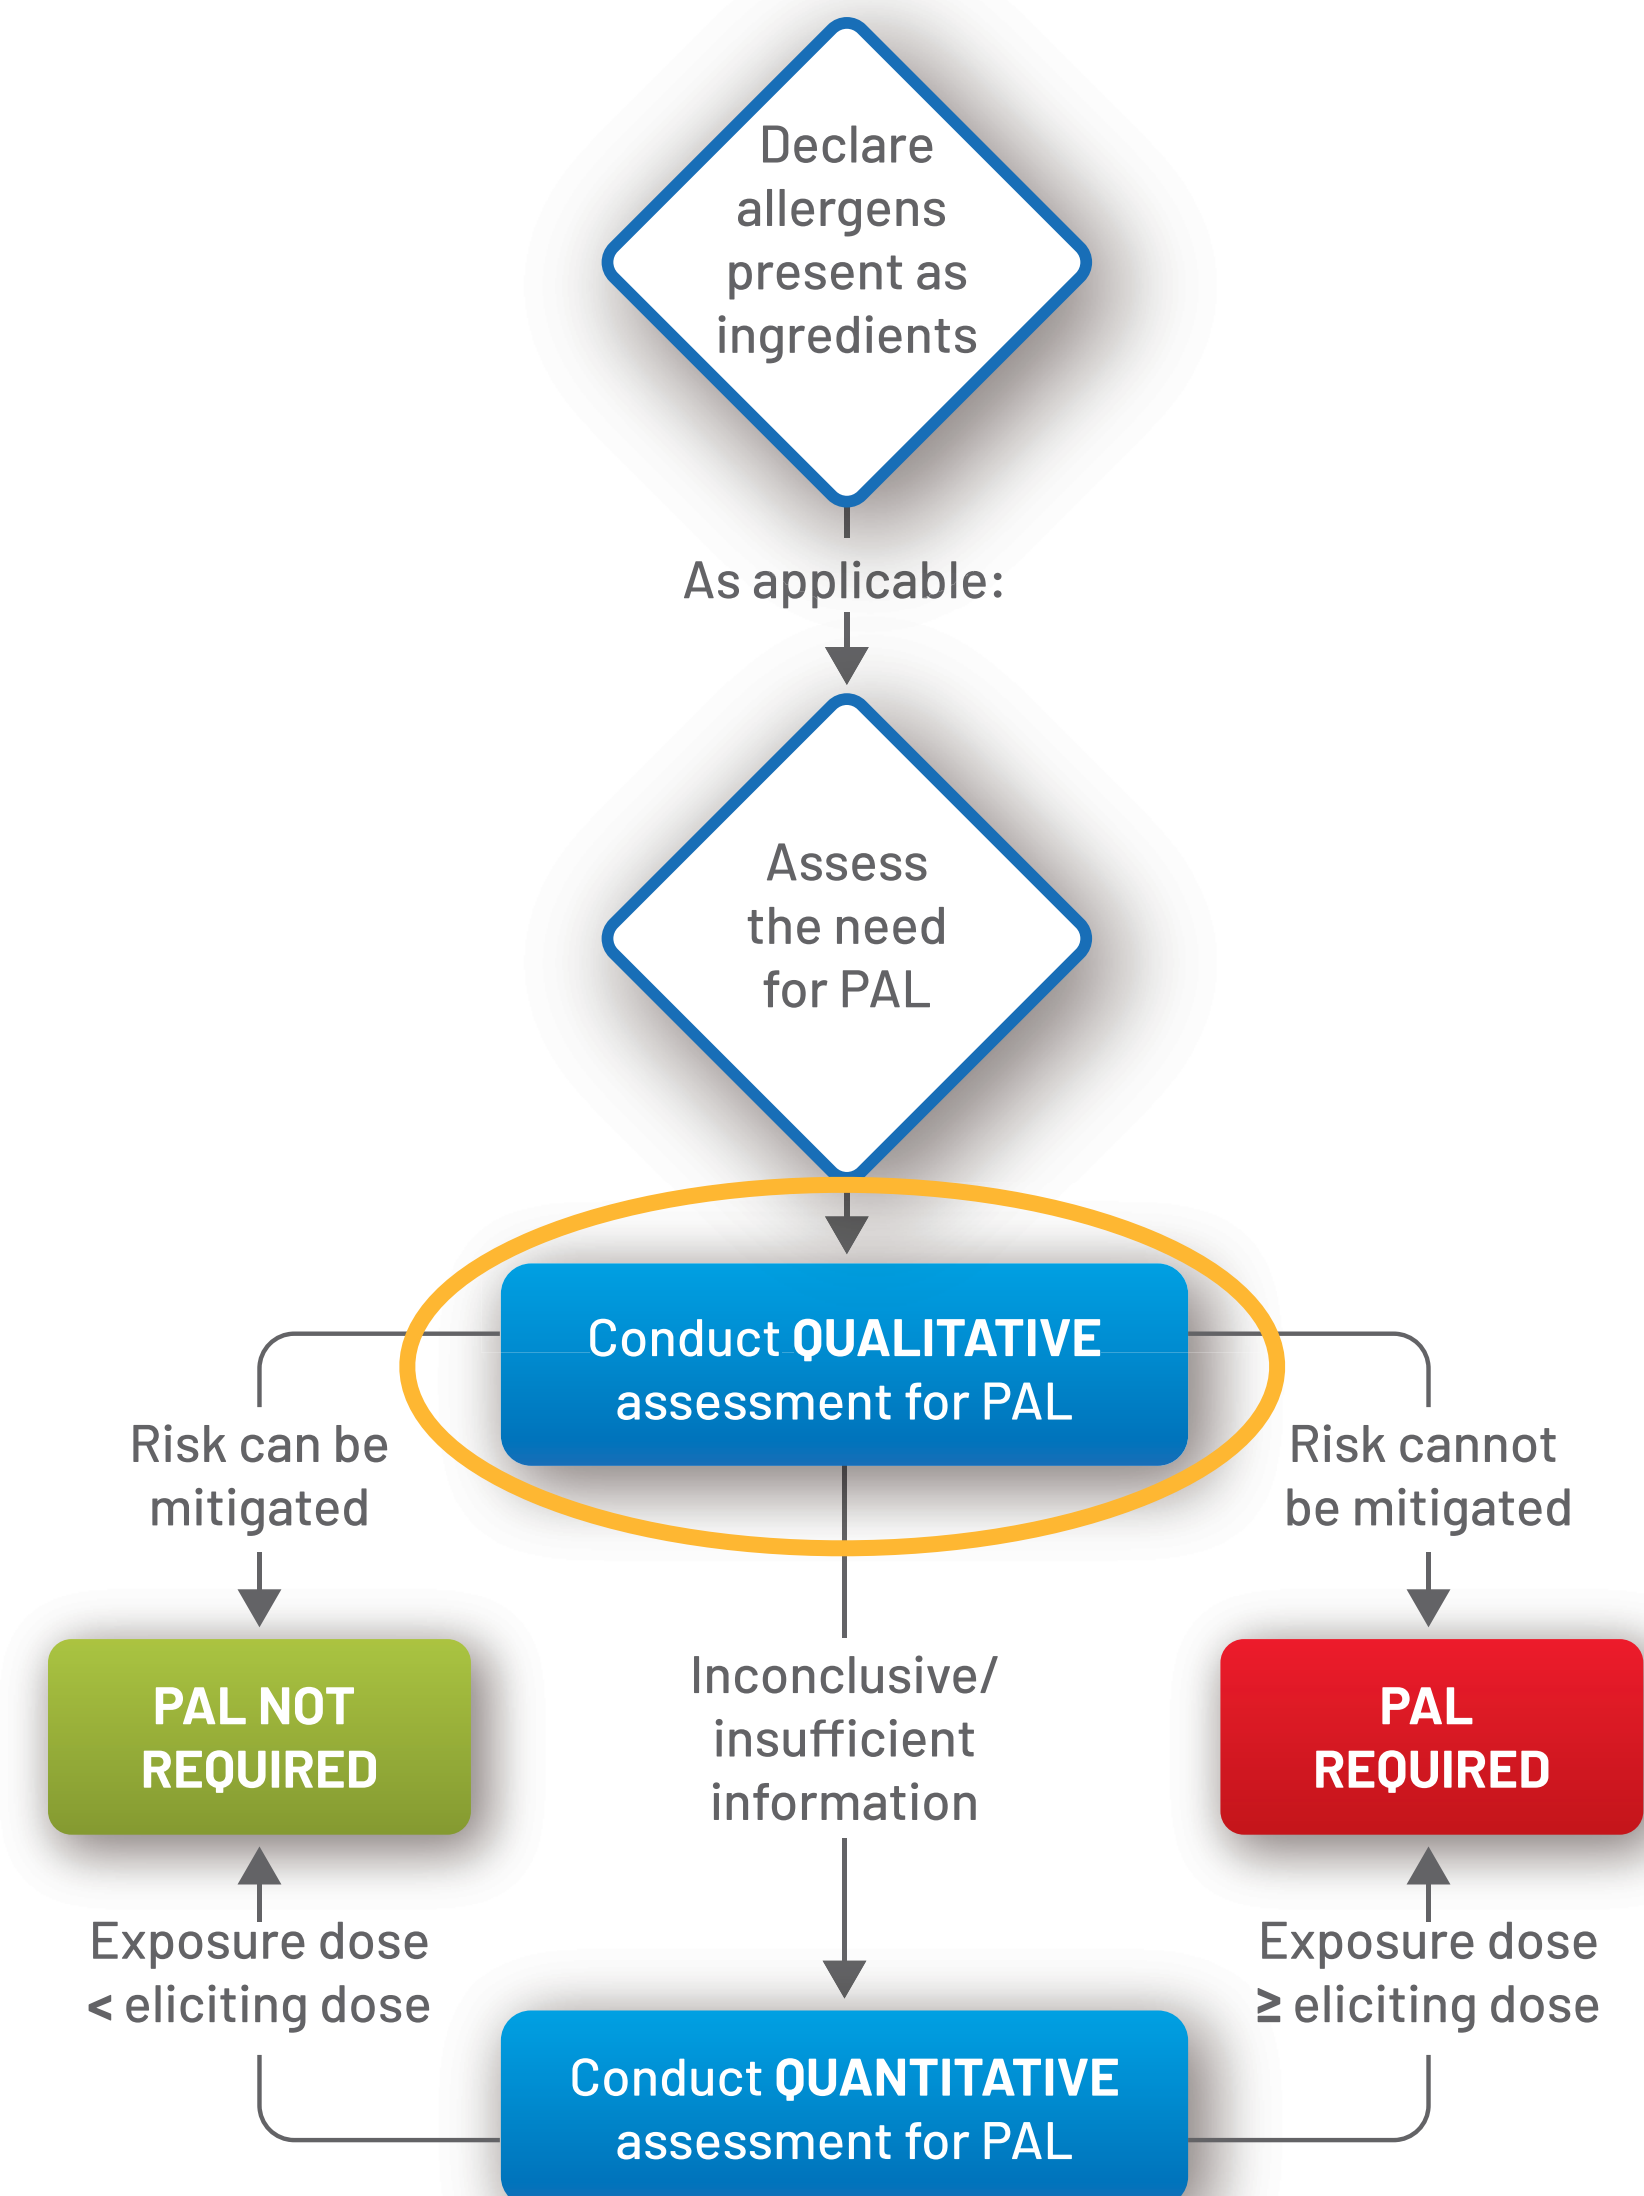 Declare
allergens
present as
ingredients
As applicable:
Assess
the need
for PAL
Conduct QUALITATIVE
assessment for PAL
Risk can be
mitigated
Risk cannot
be mitigated
PAL NOT
REQUIRED
Inconclusive/
insufficient
information
PAL
REQUIRED
Exposure dose
< eliciting dose
Exposure dose
≥ eliciting dose
Conduct QUANTITATIVE
assessment for PAL